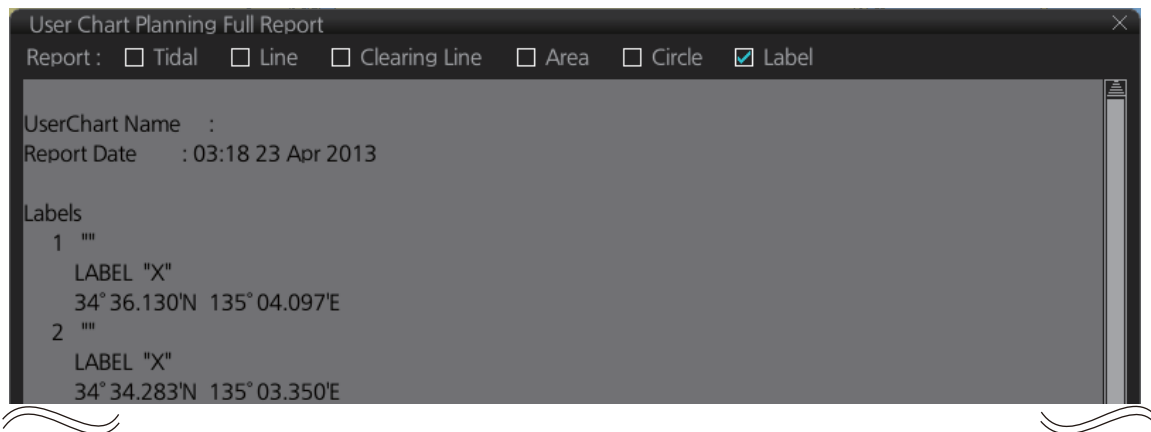 User Chart Planning Full Report
Report : Tidal Line Clearing Line Area Circle Label
UserChart Name :
Report Date : 03:18 23 Apr 2013
Labels
1 ""
LABEL "X"
34°36.130'N 135°04.097'E
2 ""
LABEL "X"
34°34.283'N 135°03.350'E